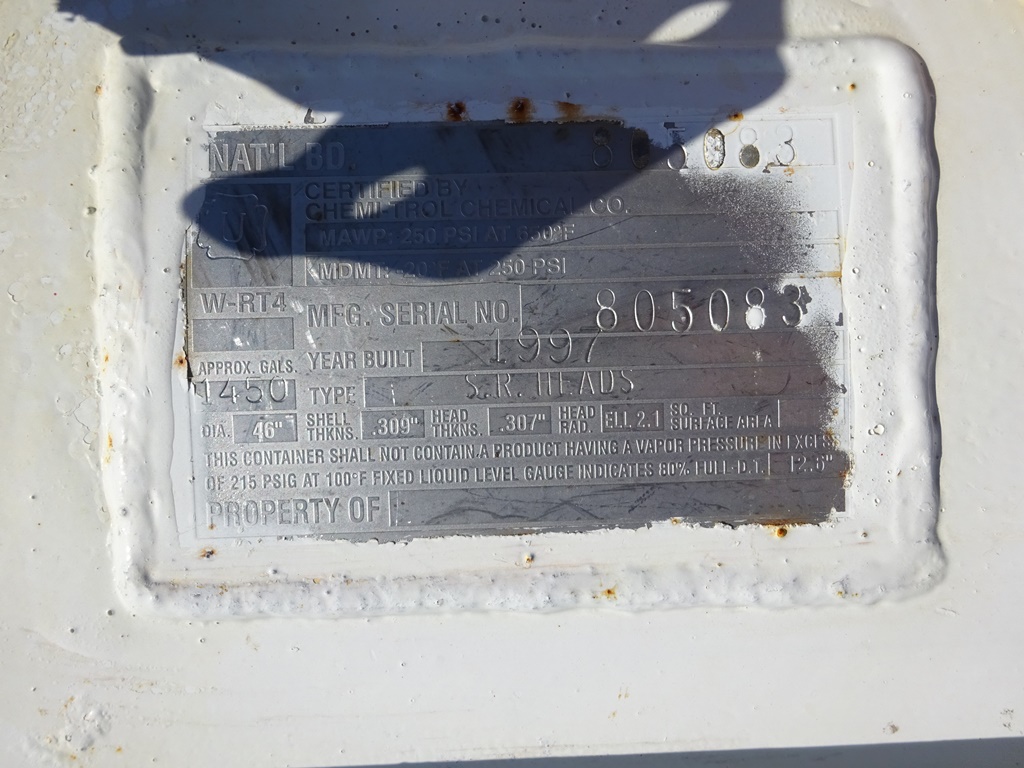 NAT'L BD. 805083
U
CERTIFIED BY
CHEMI-TROL CHEMICAL CO.
MAWP: 250 PSI AT 650°F
MDMT: -20°F AT 250 PSI
W-RT4
MFG. SERIAL NO. 805083
YEAR BUILT 1997
APPROX. GALS.
1450 TYPE S.R. HEADS
DIA. 46" SHELL THKNS. .309" HEAD THKNS. .307" HEAD RAD. ELL 2.1 SQ. FT. SURFACE AREA
THIS CONTAINER SHALL NOT CONTAIN A PRODUCT HAVING A VAPOR PRESSURE IN EXCESS
OF 215 PSIG AT 100°F FIXED LIQUID LEVEL GAUGE INDICATES 80% FULL-D.T.
PROPERTY OF